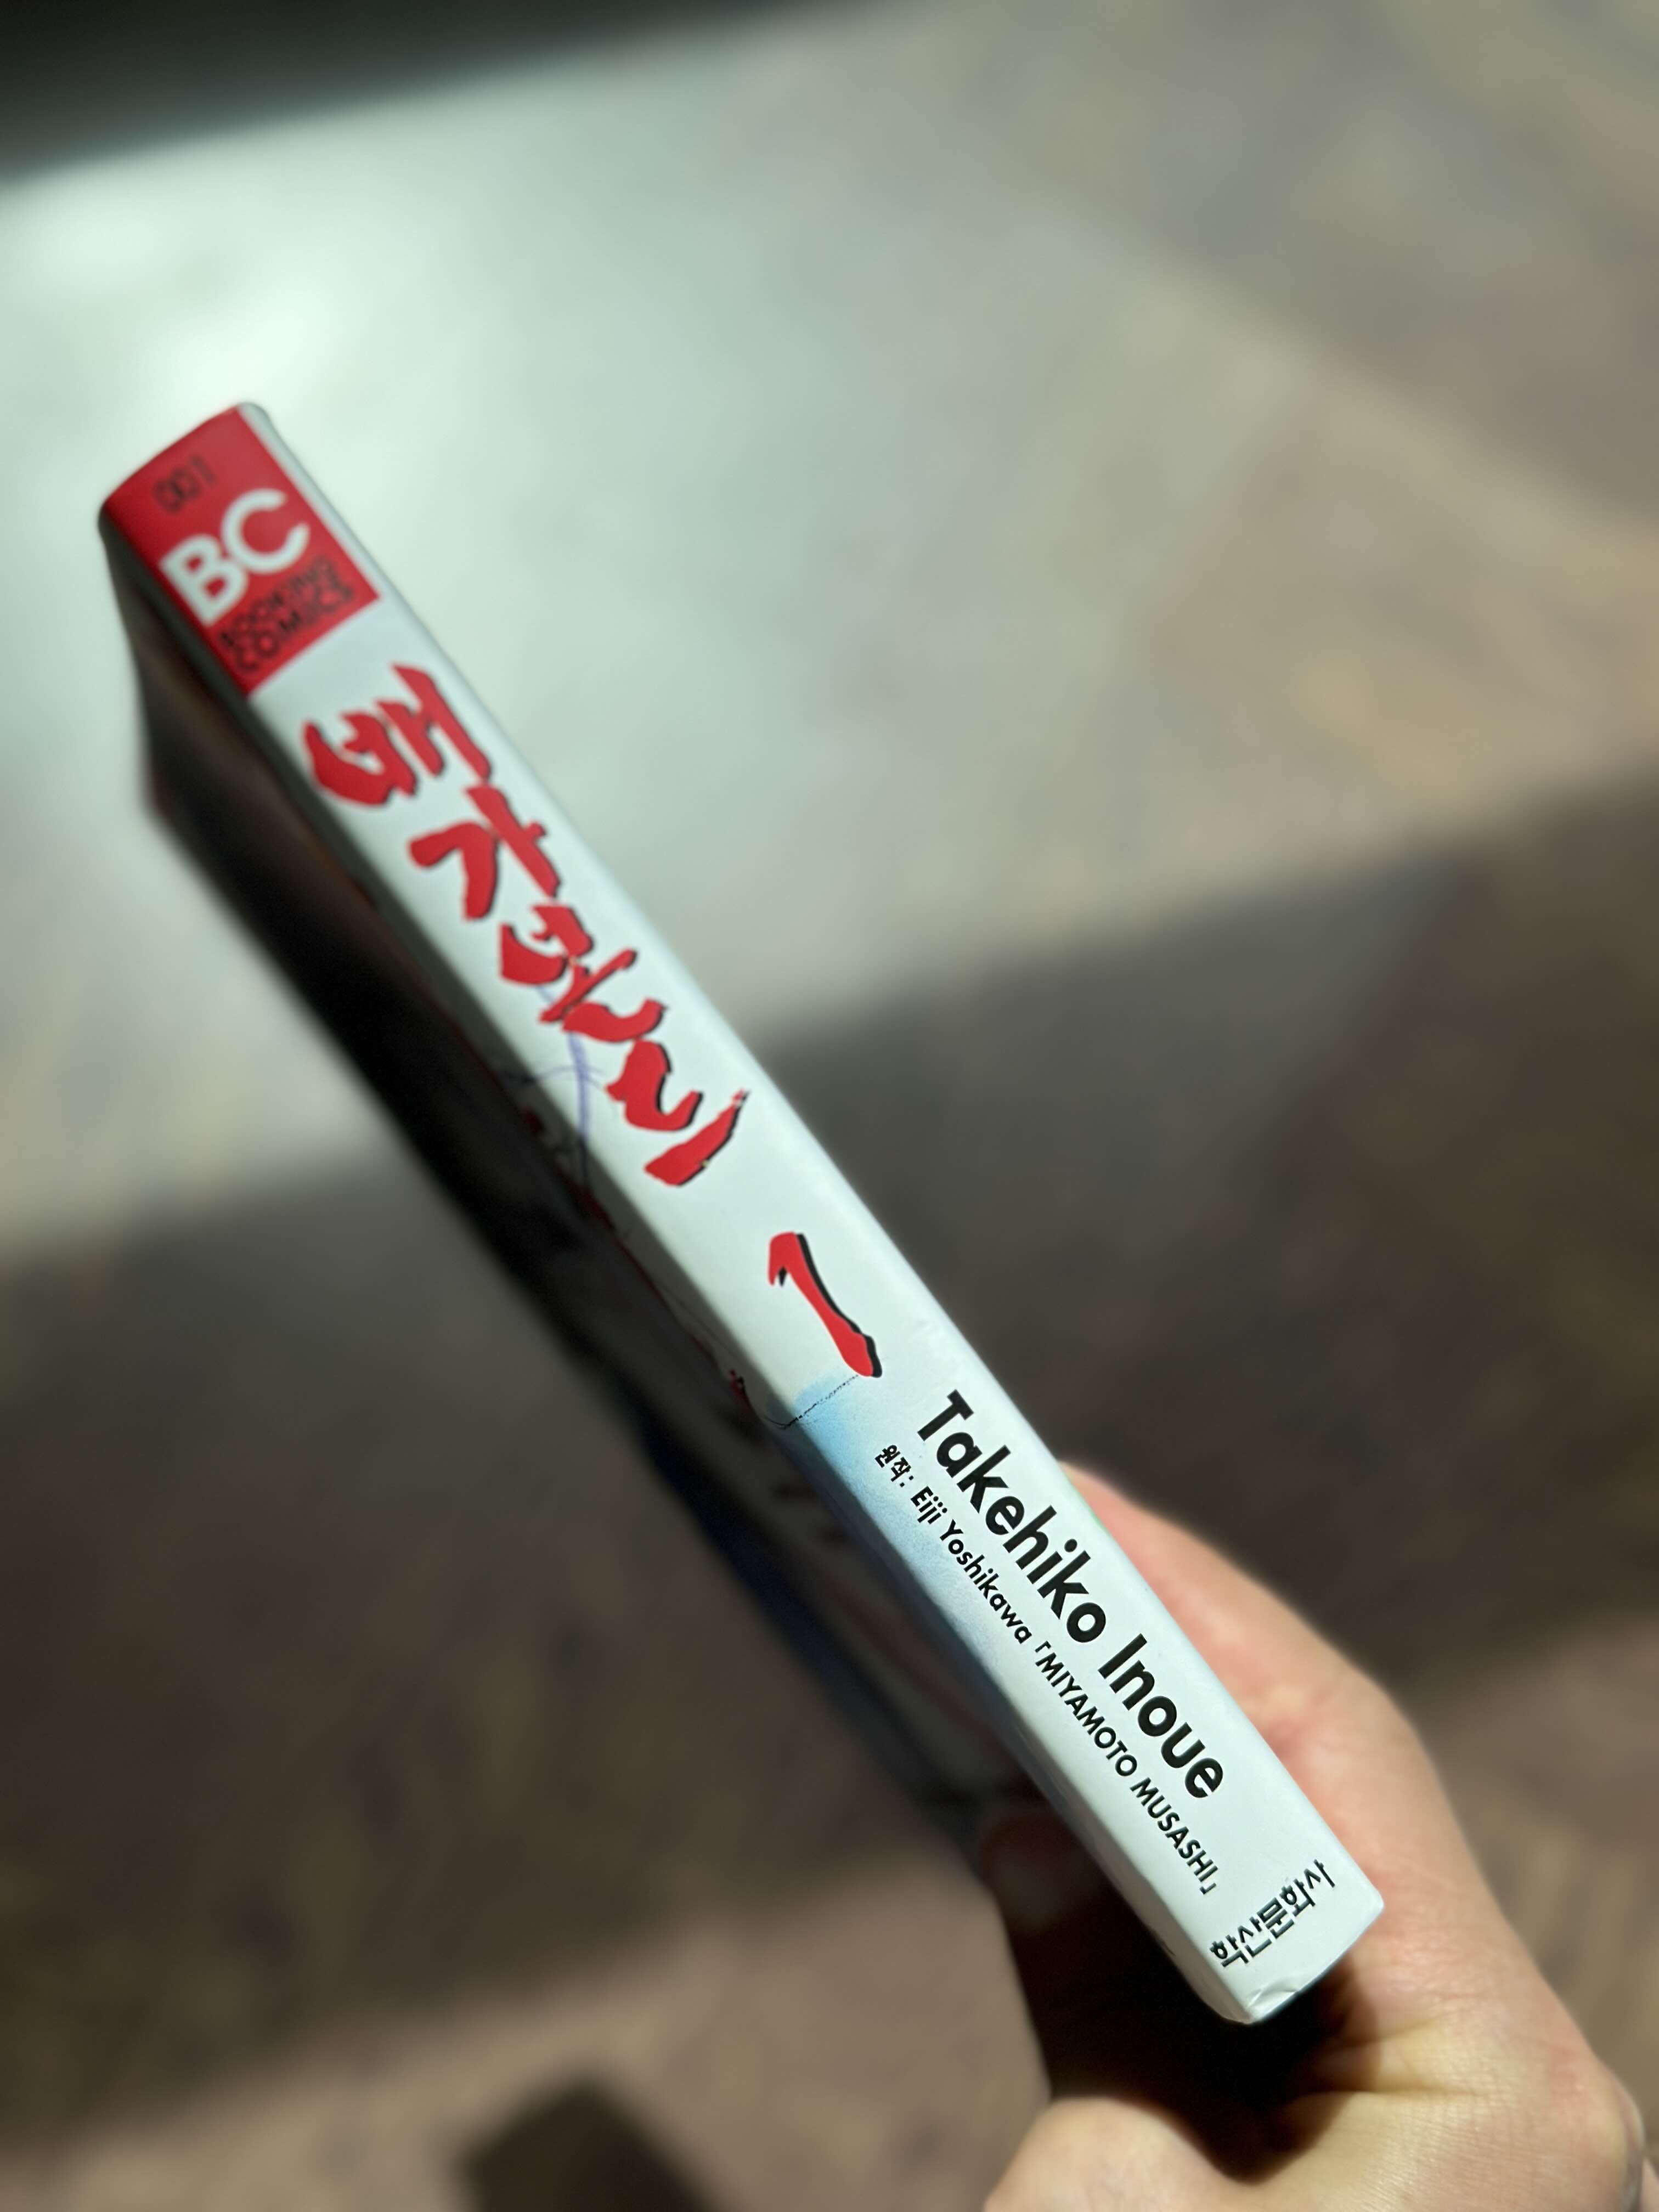 001
BC
BOOKING
COMICS
배가본드 1
Takehiko Inoue
원작: Eiji Yoshikawa 「MIYAMOTO MUSASHI」
학산문화사